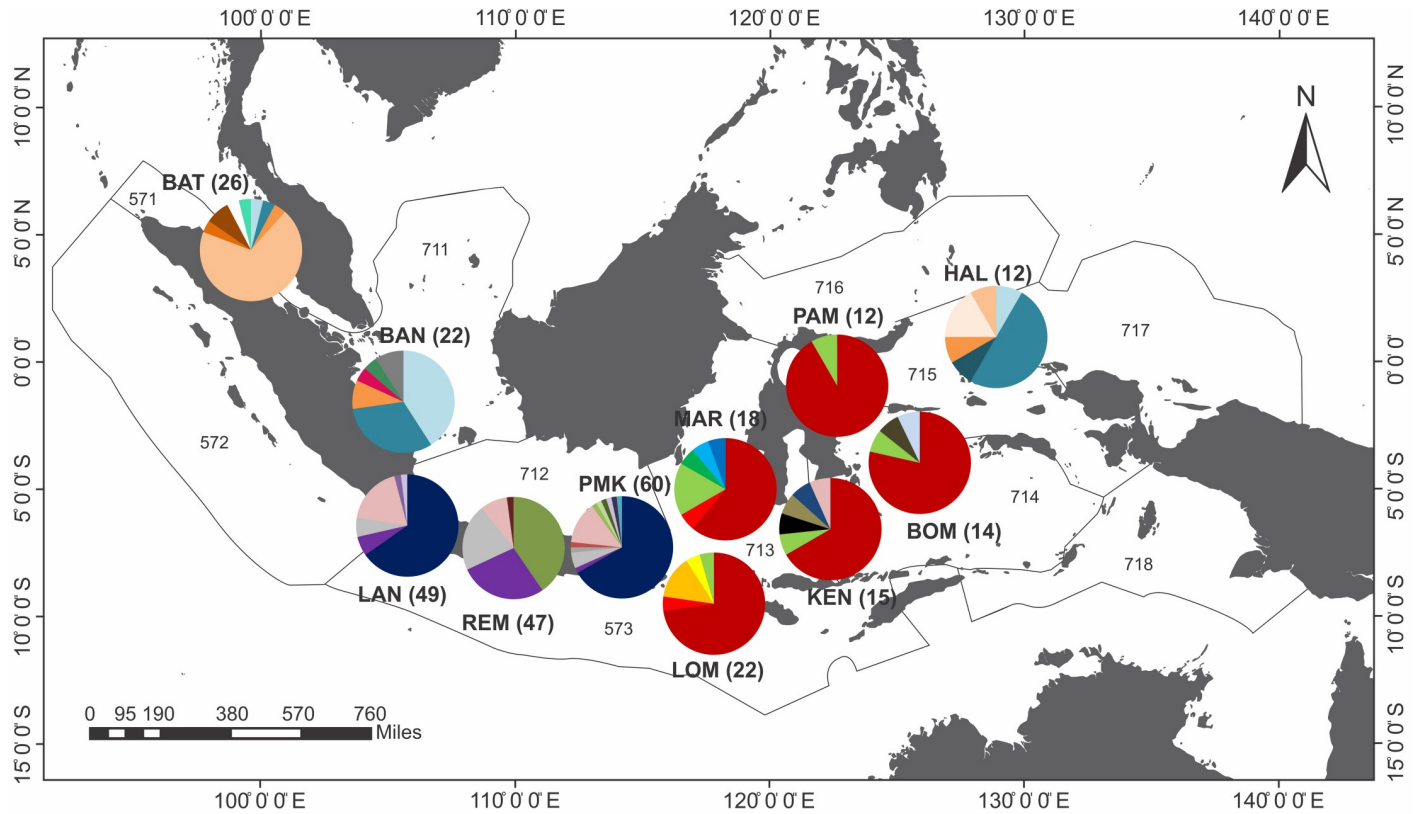 100°0'0"E 110°0'0"E 120°0'0"E 130°0'0"E 140°0'0"E
10°0'0"N
5°0'0"N
0°0'0"
5°0'0"S
10°0'0"S
15°0'0"S
N
10°0'0"N
5°0'0"N
0°0'0"
5°0'0"S
10°0'0"S
15°0'0"S
BAT (26)
571
711
HAL (12)
716
PAM (12)
BAN (22)
717
715
MAR (18)
572
712
PMK (60)
714
BOM (14)
713
718
LAN (49)
KEN (15)
REM (47)
573
LOM (22)
0 95 190 380 570 760
Miles
100°0'0"E 110°0'0"E 120°0'0"E 130°0'0"E 140°0'0"E